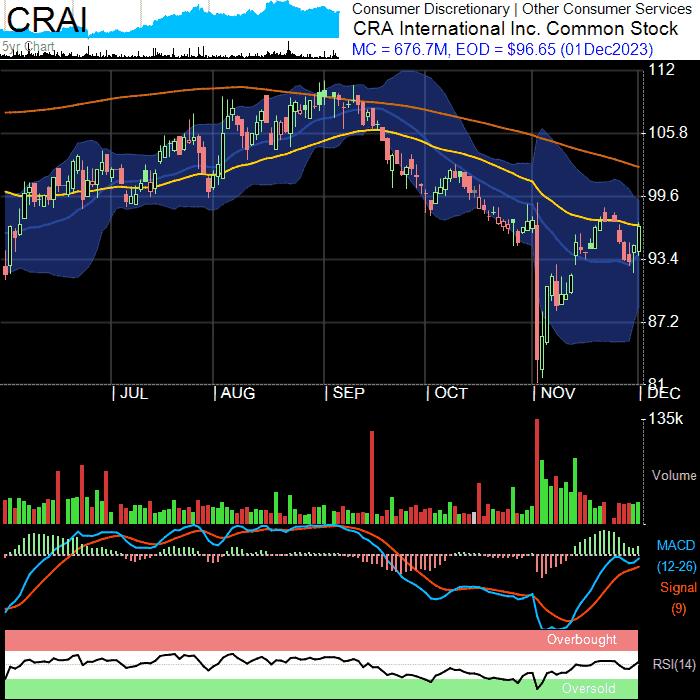 CRAI
5yr Chart
Consumer Discretionary | Other Consumer Services
CRA International Inc. Common Stock
MC = 676.7M, EOD = $96.65 (01Dec2023)
112
105.8
99.6
93.4
87.2
81
| JUL | AUG | SEP | OCT | NOV | DEC
135k
Volume
MACD
(12-26)
Signal
(9)
Overbought
RSI(14)
Oversold